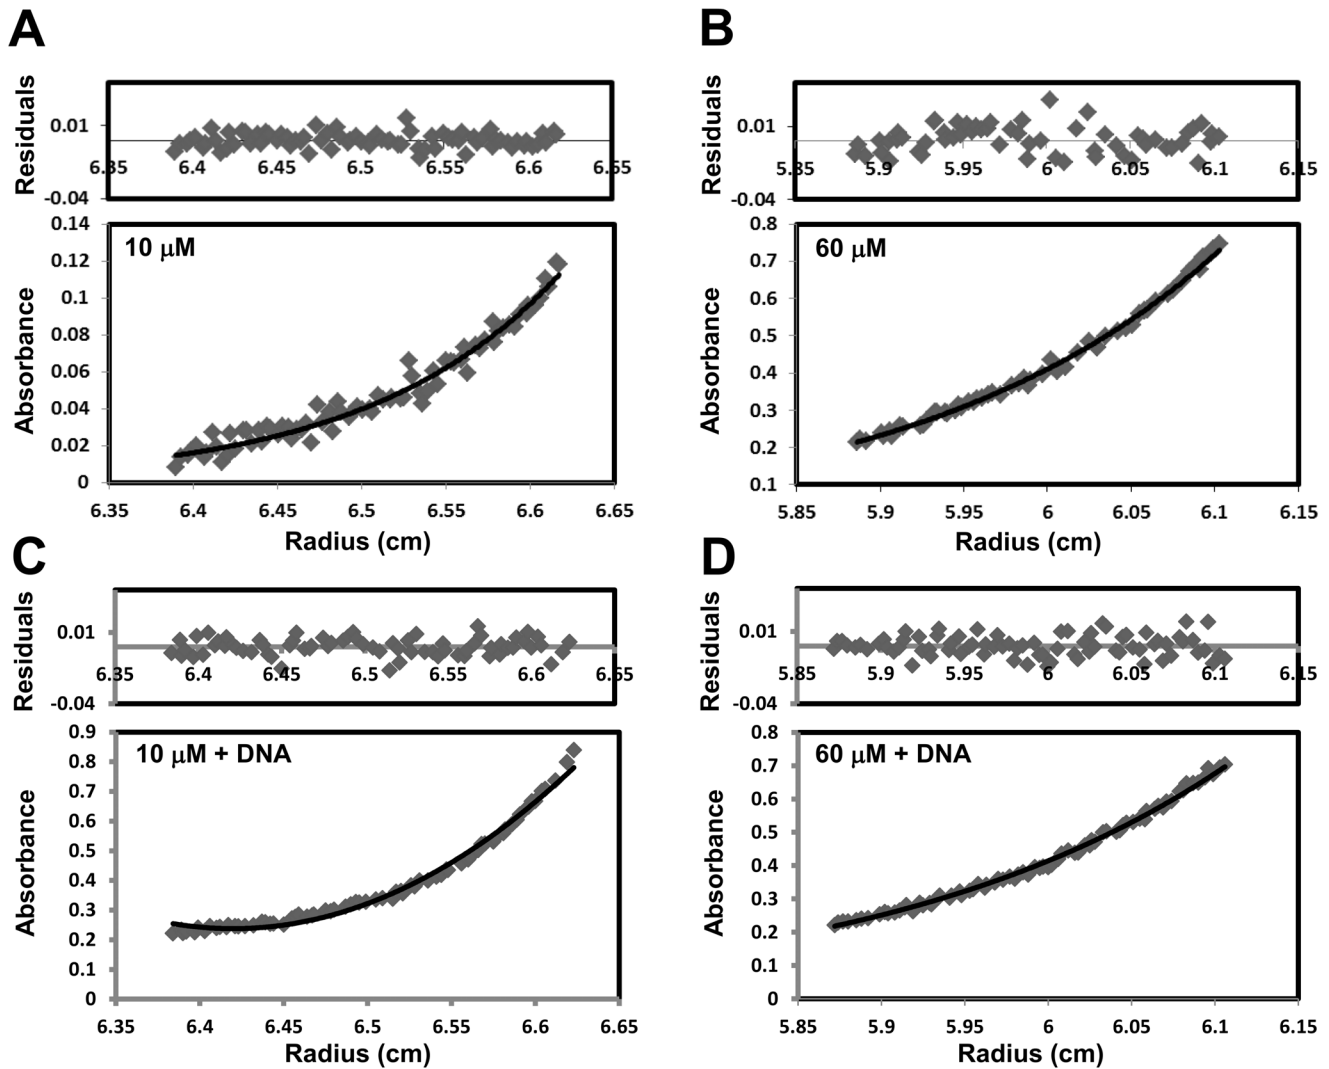 A
Residuals
0.01
-0.04
6.35 6.4 6.45 6.5 6.55 6.6 6.65
10 μM
Absorbance
0.14
0.12
0.1
0.08
0.06
0.04
0.02
0
6.35 6.4 6.45 6.5 6.55 6.6 6.65
Radius (cm)
B
Residuals
0.01
-0.04
5.85 5.9 5.95 6 6.05 6.1 6.15
60 μM
Absorbance
0.8
0.7
0.6
0.5
0.4
0.3
0.2
0.1
5.85 5.9 5.95 6 6.05 6.1 6.15
Radius (cm)
C
Residuals
0.01
-0.04
6.35 6.4 6.45 6.5 6.55 6.6 6.65
10 μM + DNA
Absorbance
0.9
0.8
0.7
0.6
0.5
0.4
0.3
0.2
0.1
0
6.35 6.4 6.45 6.5 6.55 6.6 6.65
Radius (cm)
D
Residuals
0.01
-0.04
5.85 5.9 5.95 6 6.05 6.1 6.15
60 μM + DNA
Absorbance
0.8
0.7
0.6
0.5
0.4
0.3
0.2
0.1
0
5.85 5.9 5.95 6 6.05 6.1 6.15
Radius (cm)